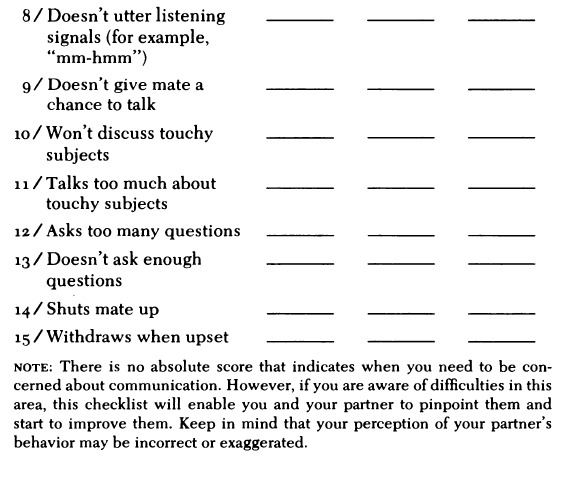 8/Doesn't utter listening
signals (for example,
“mm-hmm”)
9/Doesn't give mate a
chance to talk
10/Won't discuss touchy
subjects
11/Talks too much about
touchy subjects
12/Asks too many questions
13/Doesn't ask enough
questions
14/Shuts mate up
15/Withdraws when upset
NOTE: There is no absolute score that indicates when you need to be con-
cerned about communication. However, if you are aware of difficulties in this
area, this checklist will enable you and your partner to pinpoint them and
start to improve them. Keep in mind that your perception of your partner's
behavior may be incorrect or exaggerated.